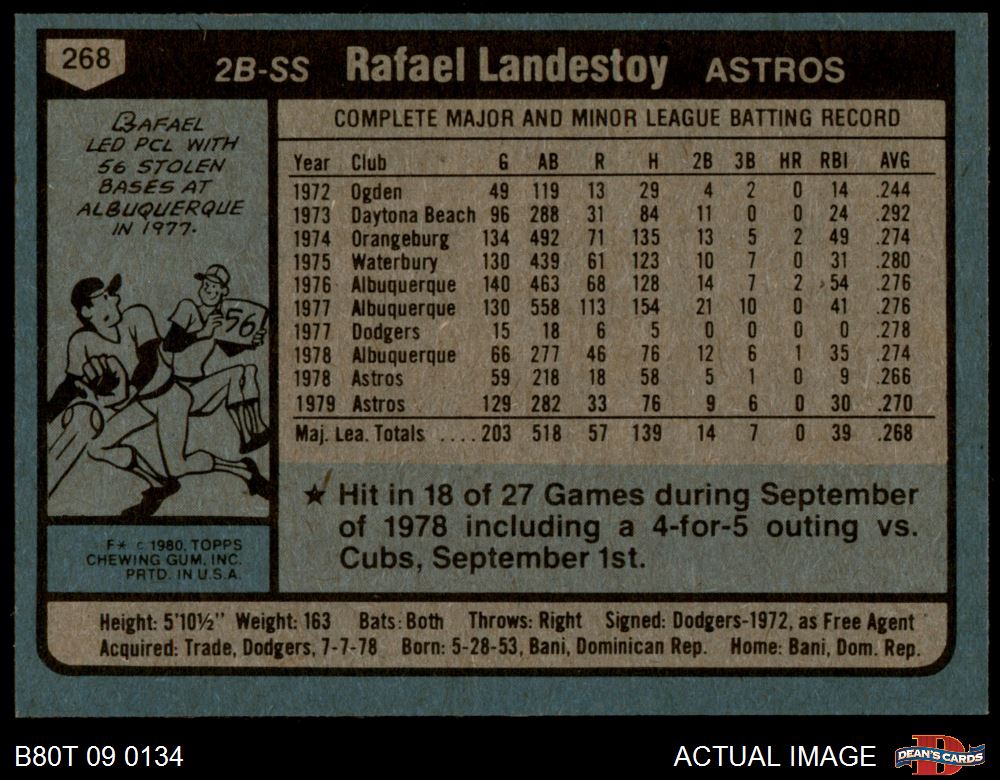 268
2B-SS Rafael Landestoy ASTROS
RAFAEL
LED PCL WITH
56 STOLEN
BASES AT
ALBUQUERQUE
IN 1977.
56
COMPLETE MAJOR AND MINOR LEAGUE BATTING RECORD
Year Club G AB R H 2B 3B HR RBI AVG
1972 Ogden 49 119 13 29 4 2 0 14 .244
1973 Daytona Beach 96 288 31 84 11 0 0 24 .292
1974 Orangeburg 134 492 71 135 13 5 2 49 .274
1975 Waterbury 130 439 61 123 10 7 0 31 .280
1976 Albuquerque 140 463 68 128 14 7 2 54 .276
1977 Albuquerque 130 558 113 154 21 10 0 41 .276
1977 Dodgers 15 18 6 5 0 0 0 0 .278
1978 Albuquerque 66 277 46 76 12 6 1 35 .274
1978 Astros 59 218 18 58 5 1 0 9 .266
1979 Astros 129 282 33 76 9 6 0 30 .270
Maj. Lea. Totals ....203 518 57 139 14 7 0 39 .268
★ Hit in 18 of 27 Games during September
of 1978 including a 4-for-5 outing vs.
Cubs, September 1st.
F* © 1980, TOPPS
CHEWING GUM, INC.
PRTD. IN U.S.A.
Height: 5'10½" Weight: 163 Bats: Both Throws: Right Signed: Dodgers-1972, as Free Agent
Acquired: Trade, Dodgers, 7-7-78 Born: 5-28-53, Bani, Dominican Rep. Home: Bani, Dom. Rep.
B80T 09 0134
ACTUAL IMAGE
D
DEAN'S CARDS